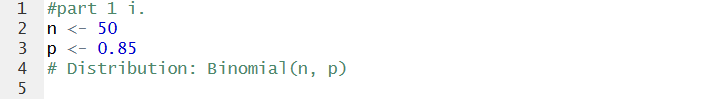 1 #part 1 i.
2 n <- 50
3 p <- 0.85
4 # Distribution: Binomial(n, p)
5